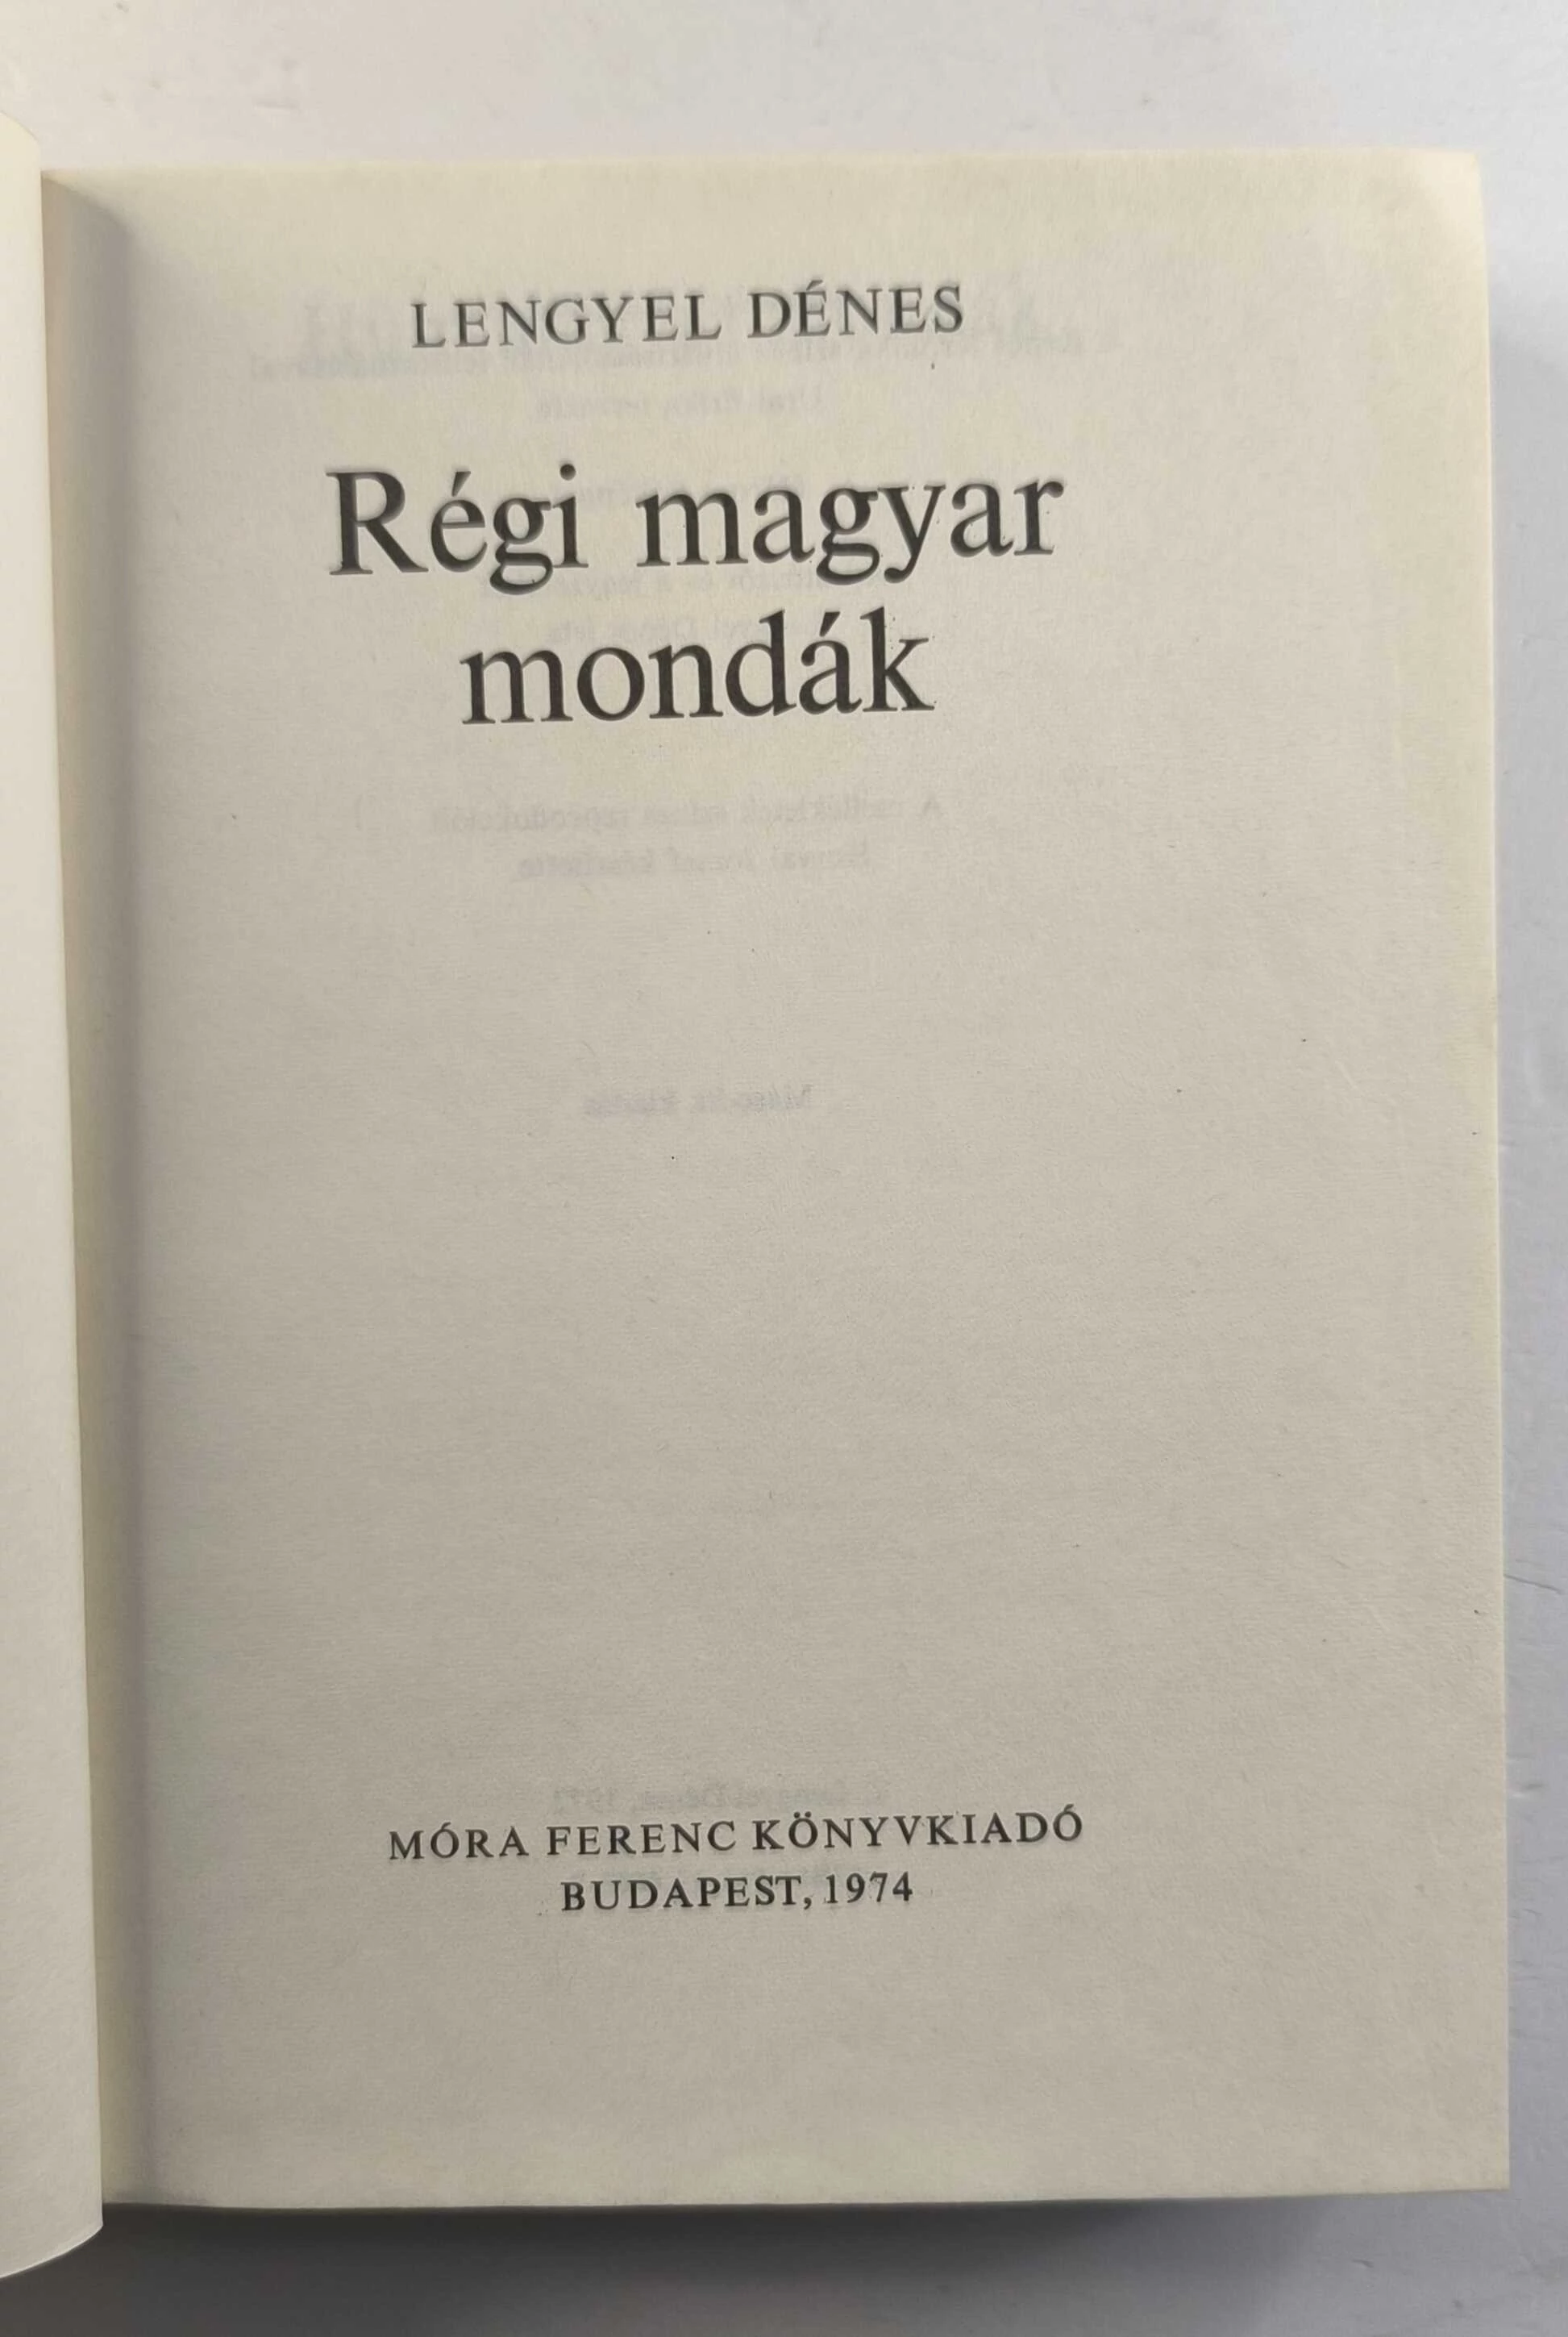 LENGYEL DÉNES
Régi magyar
mondák
MÓRA FERENC KÖNYVKIADÓ
BUDAPEST, 1974